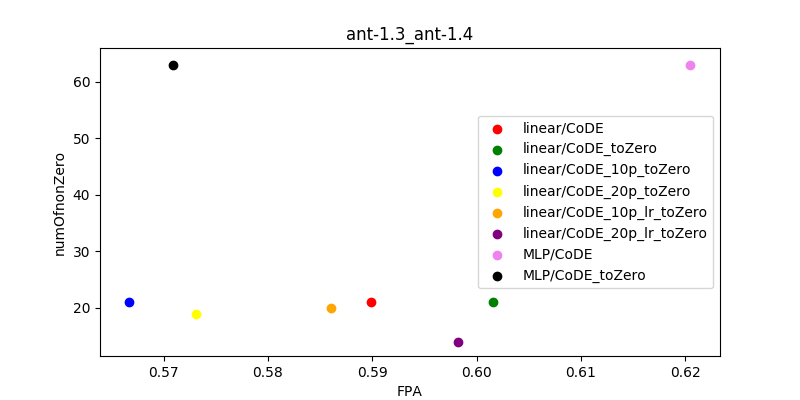 ant-1.3_ant-1.4
numOfnonZero
60
50
40
30
20
linear/CoDE
linear/CoDE_toZero
linear/CoDE_10p_toZero
linear/CoDE_20p_toZero
linear/CoDE_10p_lr_toZero
linear/CoDE_20p_lr_toZero
MLP/CoDE
MLP/CoDE_toZero
0.57 0.58 0.59 0.60 0.61 0.62
FPA